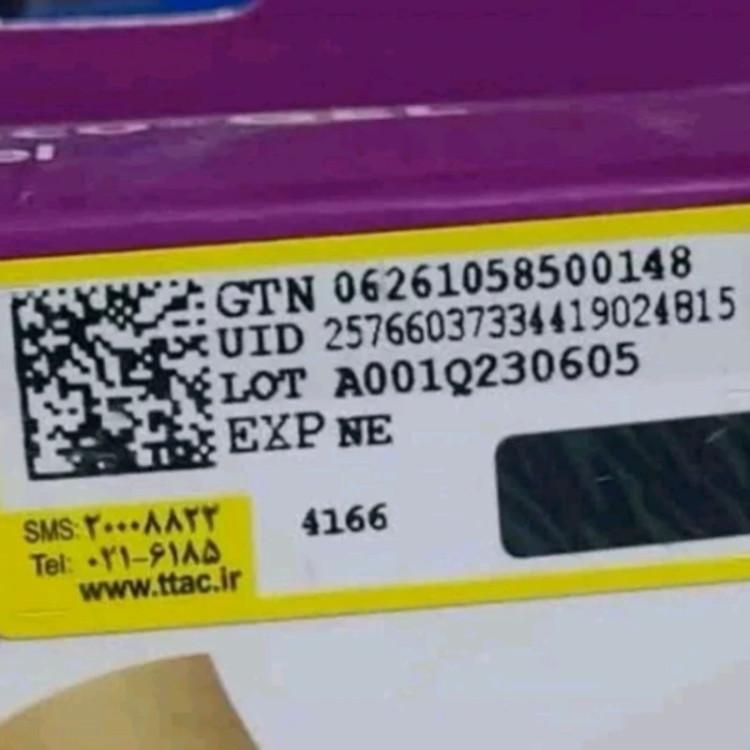 GTN 06261058500148
UID 25766037334419024815
LOT A001Q230605
EXP NE
4166
SMS: ۲۰۰۰۸۸۲۲
Tel: ۰۲۱-۶۱۸۵
www.ttac.ir